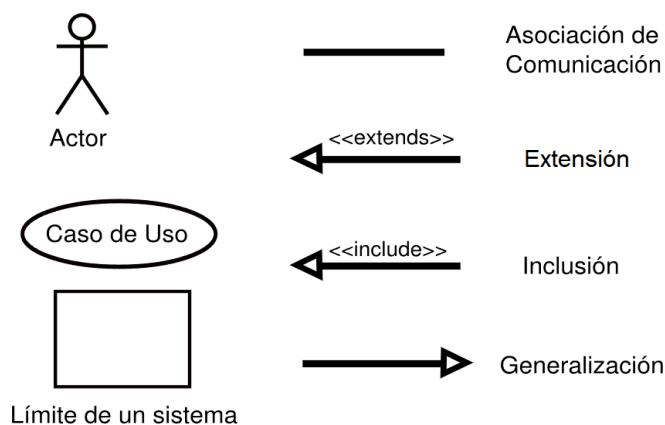 Actor
Caso de Uso
Límite de un sistema
Asociación de
Comunicación
<<extends>>
Extensión
<<include>>
Inclusión
Generalización